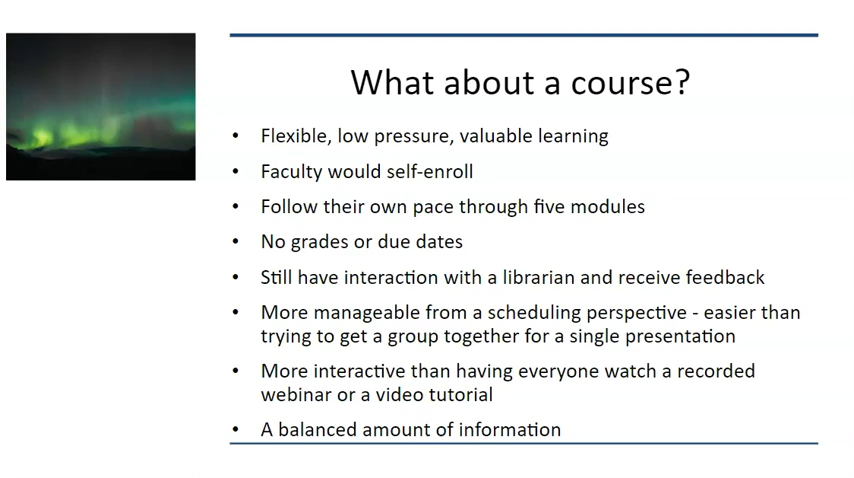 What about a course?
• Flexible, low pressure, valuable learning
• Faculty would self-enroll
• Follow their own pace through five modules
• No grades or due dates
• Still have interaction with a librarian and receive feedback
• More manageable from a scheduling perspective - easier than
trying to get a group together for a single presentation
• More interactive than having everyone watch a recorded
webinar or a video tutorial
• A balanced amount of information